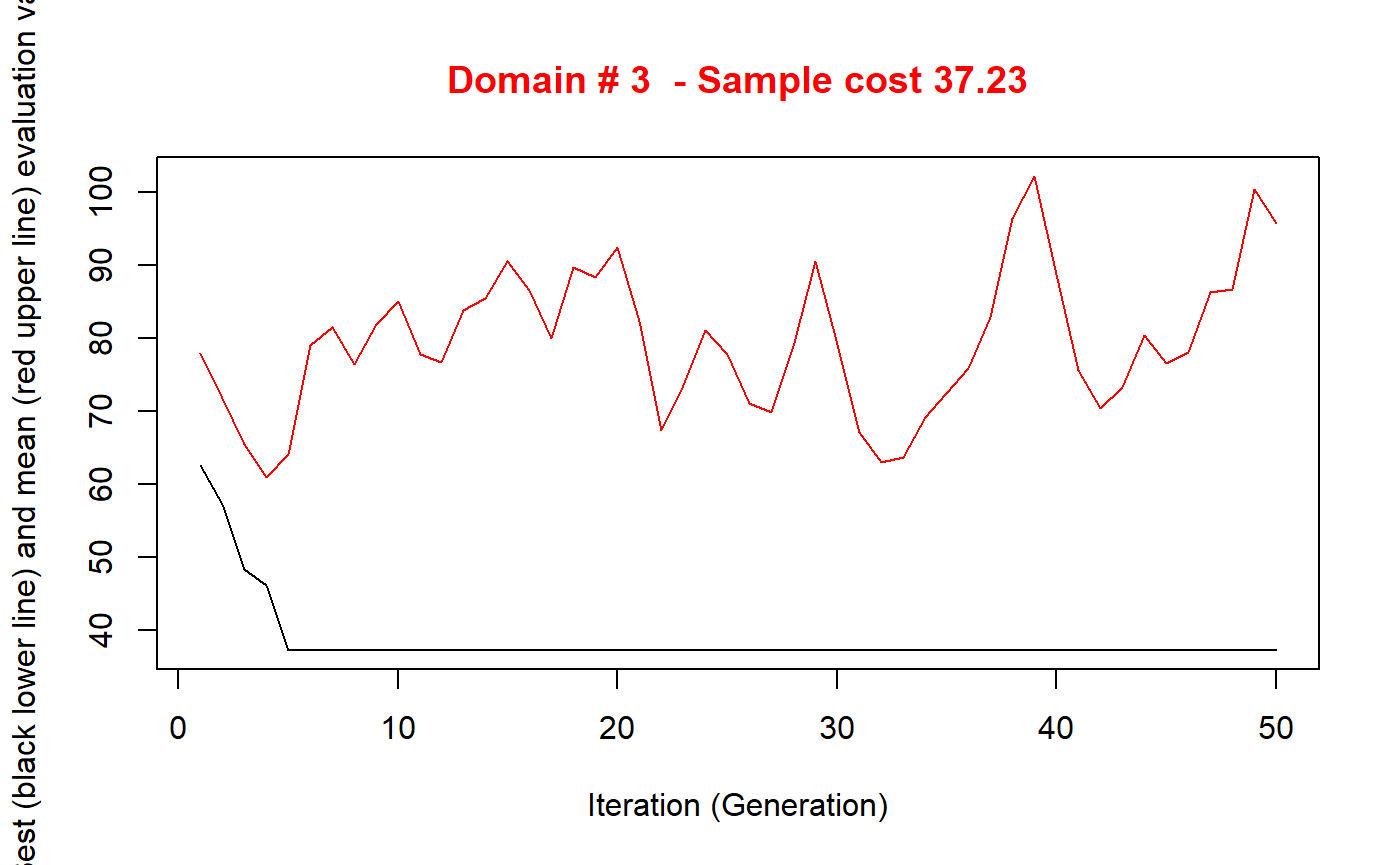 Domain # 3  - Sample cost 37.23
(black lower line) and mean (red upper line) evaluation
100
90
80
70
60
50
40
0 10 20 30 40 50
Iteration (Generation)